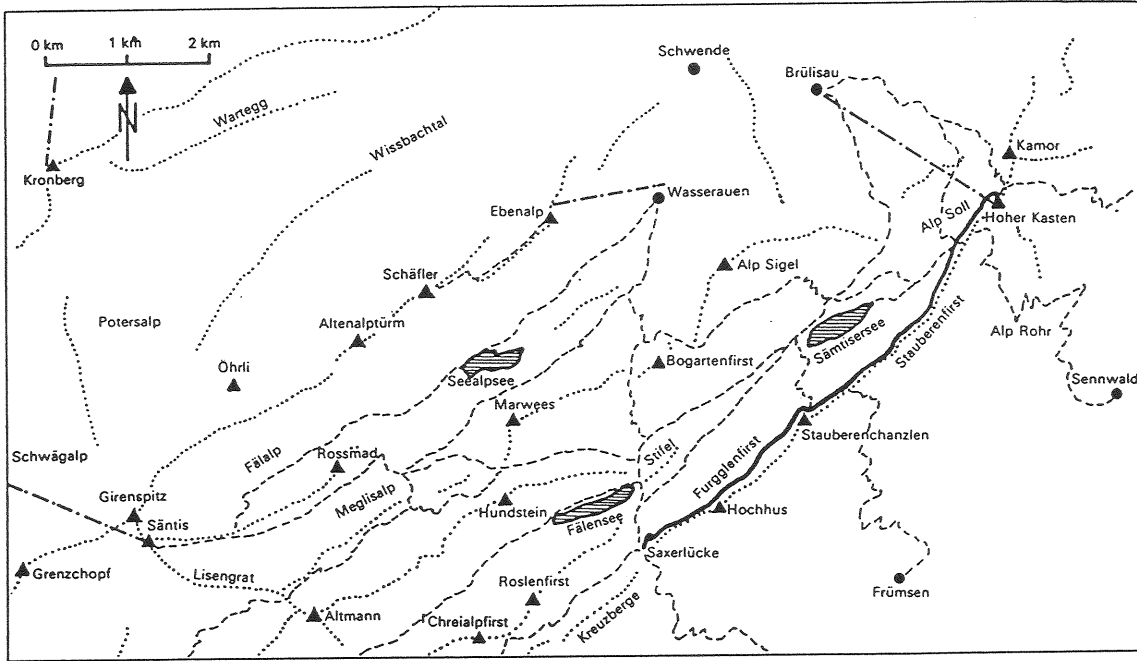 0 km 1 km 2 km
N
Schwende
Brülisau
Wartegg
Wissbachtal
Kamor
Kronberg
Wasserauen
Ebenalp
Alp Soll
Hoher Kasten
Alp Sigel
Schäfler
Potersalp
Altenalptürm
Stauberenfirst
Alp Rohr
Sämtisersee
Öhrli
Seealpsee
Bogartenfirst
Sennwald
Marwees
Stauberenchanzlen
Schwägalp
Fälalp
Rossmad
Stifel
Furgglenfirst
Girenspitz
Meglisalp
Säntis
Hundstein
Fälensee
Hochhus
Saxerlücke
Grenzchopf
Lisengrat
Roslenfirst
Frümsen
Altmann
Chreialpfirst
Kreuzberge